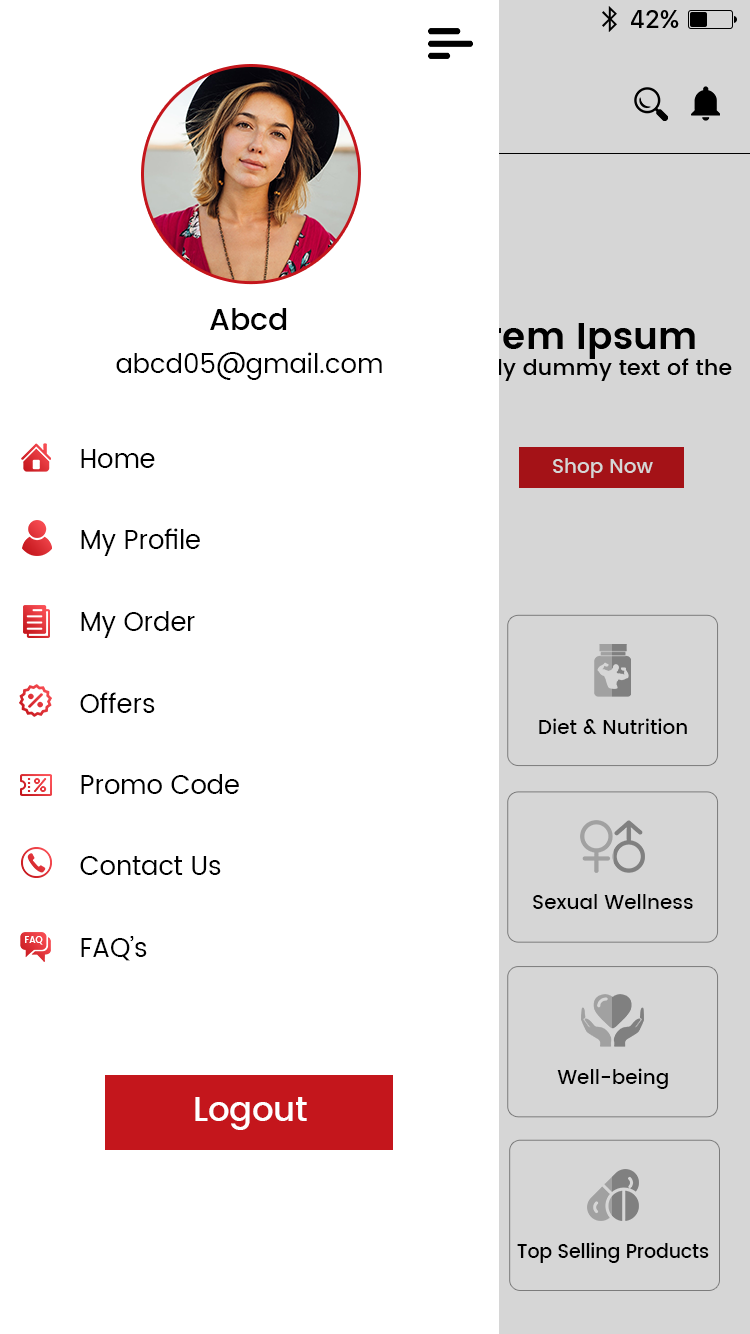 42%
Abcd
abcd05@gmail.com
Home
My Profile
My Order
Offers
Promo Code
Contact Us
FAQ
FAQ’s
Logout
rem Ipsum
ly dummy text of the
Shop Now
Diet & Nutrition
Sexual Wellness
Well-being
Top Selling Products